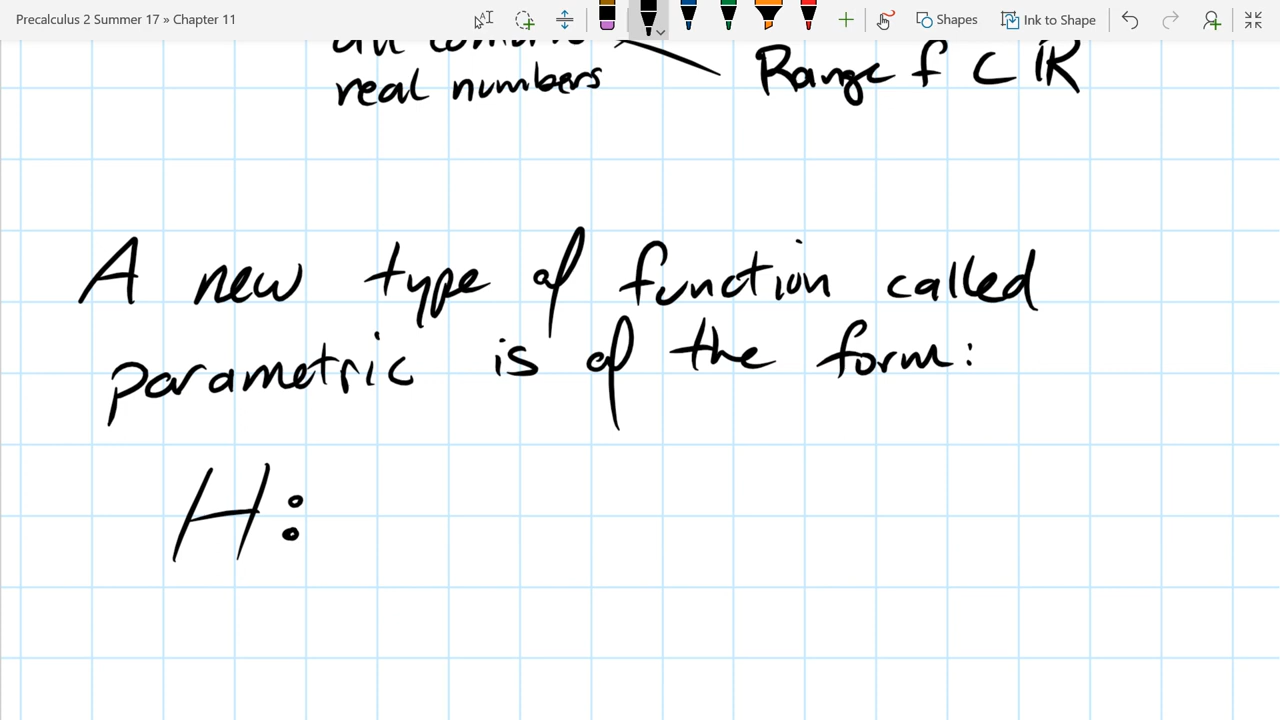 Precalculus 2 Summer 17 » Chapter 11
Shapes
Ink to Shape
real numbers
Range f ⊂ ℝ
A new type of function called
parametric is of the form:
H: